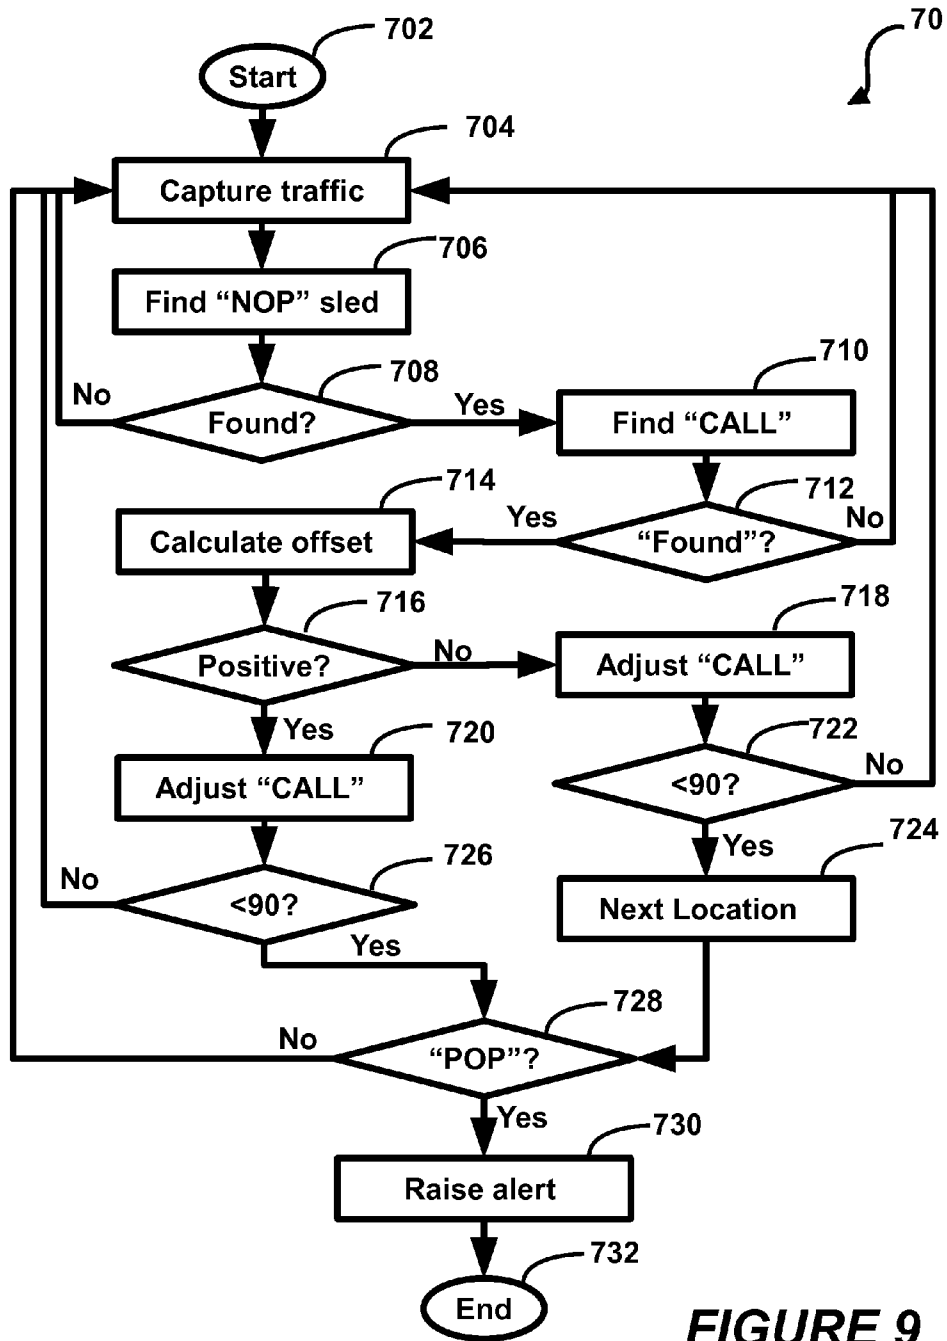 702
70
Start
704
Capture traffic
706
Find “NOP” sled
708
710
No
Found?
Yes
Find “CALL”
714
712
Calculate offset
Yes
“Found”?
No
716
718
Positive?
No
Adjust “CALL”
Yes
720
722
Adjust “CALL”
<90?
No
726
Yes
724
No
<90?
Next Location
Yes
728
No
“POP”?
Yes
730
Raise alert
732
End
FIGURE 9